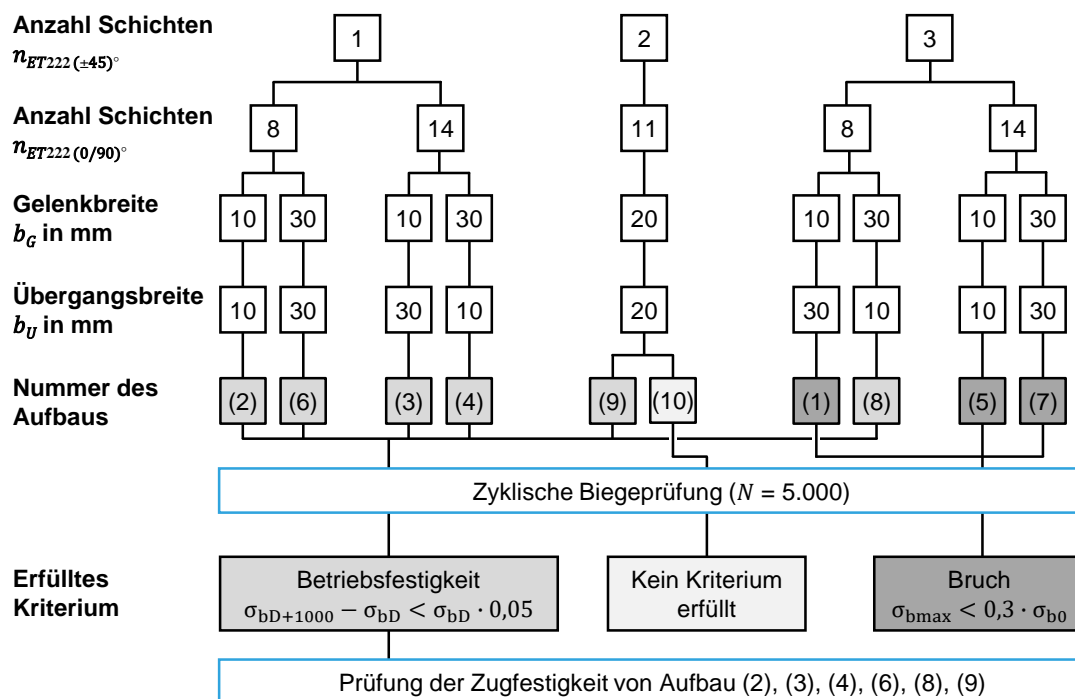 Anzahl Schichten
n_ET222 (±45)°
1
2
3
Anzahl Schichten
n_ET222 (0/90)°
8
14
11
8
14
Gelenkbreite
b_G in mm
10
30
10
30
20
10
30
10
30
Übergangsbreite
b_U in mm
10
30
30
10
20
30
10
10
30
Nummer des
Aufbaus
(2)
(6)
(3)
(4)
(9)
(10)
(1)
(8)
(5)
(7)
Zyklische Biegeprüfung (N = 5.000)
Erfülltes
Kriterium
Betriebsfestigkeit
σ_bD+1000 − σ_bD < σ_bD · 0,05
Kein Kriterium
erfüllt
Bruch
σ_bmax < 0,3 · σ_b0
Prüfung der Zugfestigkeit von Aufbau (2), (3), (4), (6), (8), (9)